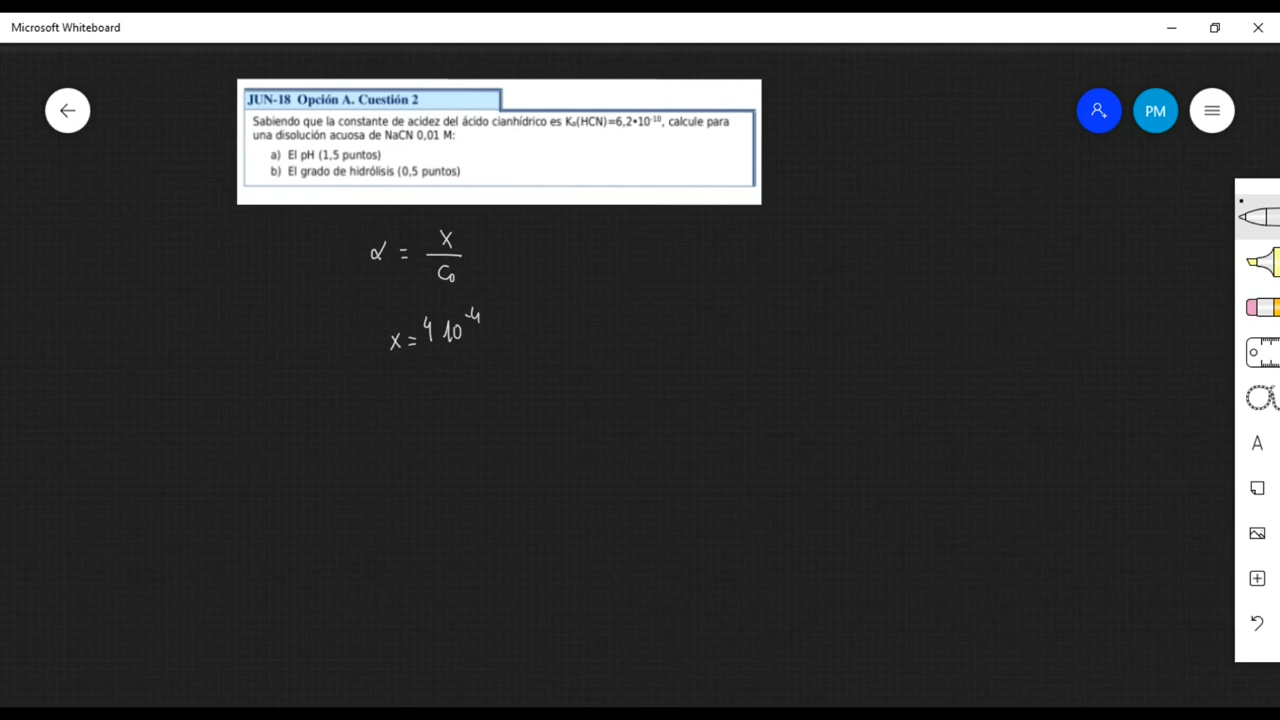 Microsoft Whiteboard
JUN-18 Opción A. Cuestión 2
Sabiendo que la constante de acidez del ácido cianhídrico es Kₐ(HCN)=6,2•10⁻¹⁰, calcule para
una disolución acuosa de NaCN 0,01 M:
a) El pH (1,5 puntos)
b) El grado de hidrólisis (0,5 puntos)
PM
α = X / C₀
x = 4 10⁻⁴
A